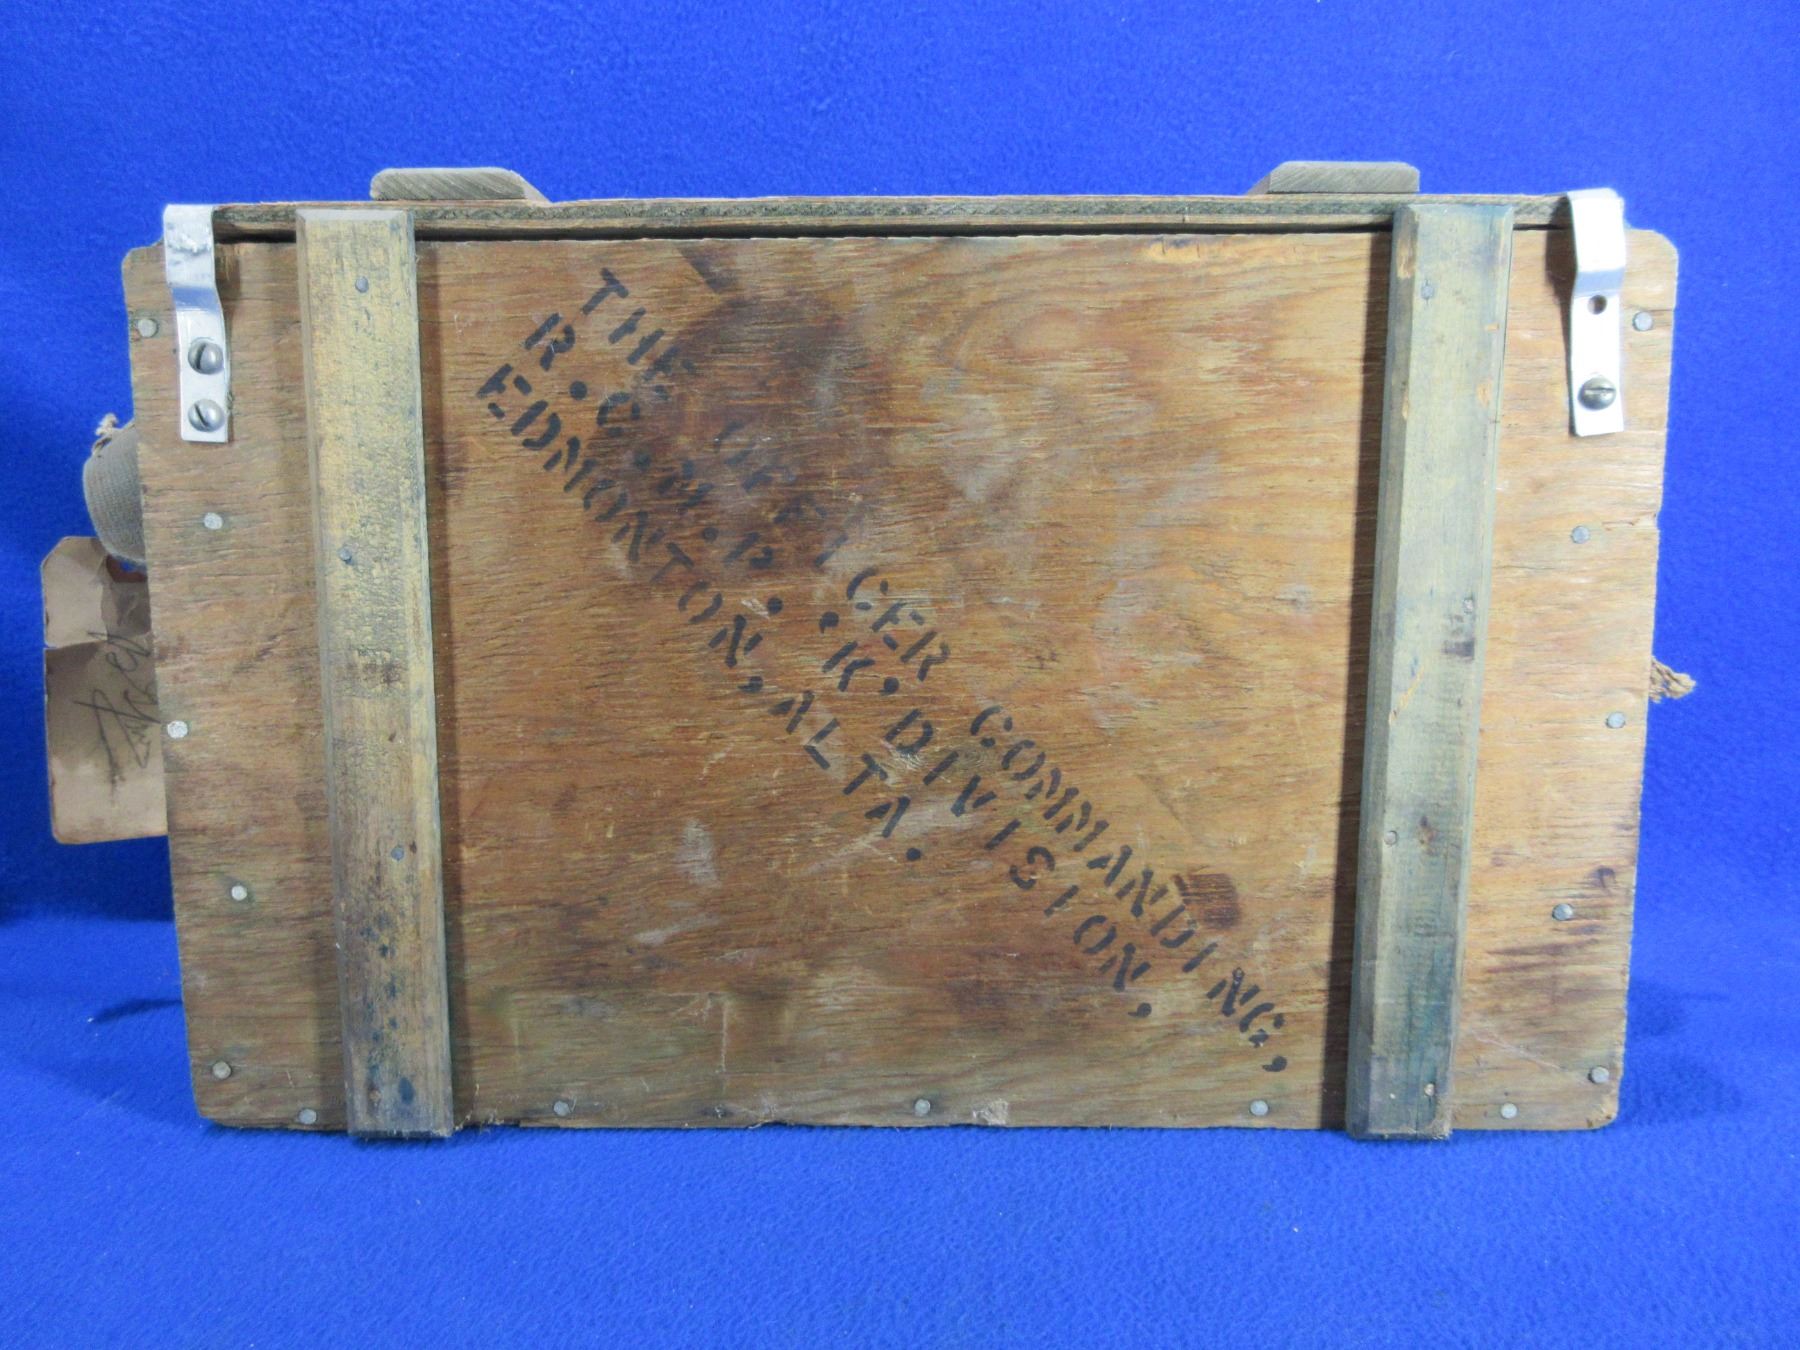 THE OFFICER COMMANDING,
R.C.M.P. "K" DIVISION,
EDMONTON, ALTA.